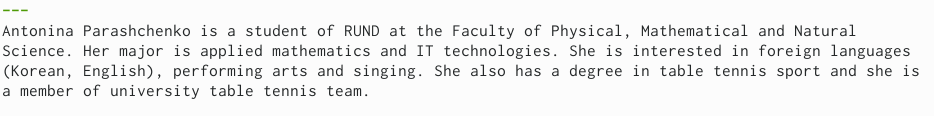 ---
Antonina Parashchenko is a student of RUND at the Faculty of Physical, Mathematical and Natural
Science. Her major is applied mathematics and IT technologies. She is interested in foreign languages
(Korean, English), performing arts and singing. She also has a degree in table tennis sport and she is
a member of university table tennis team.